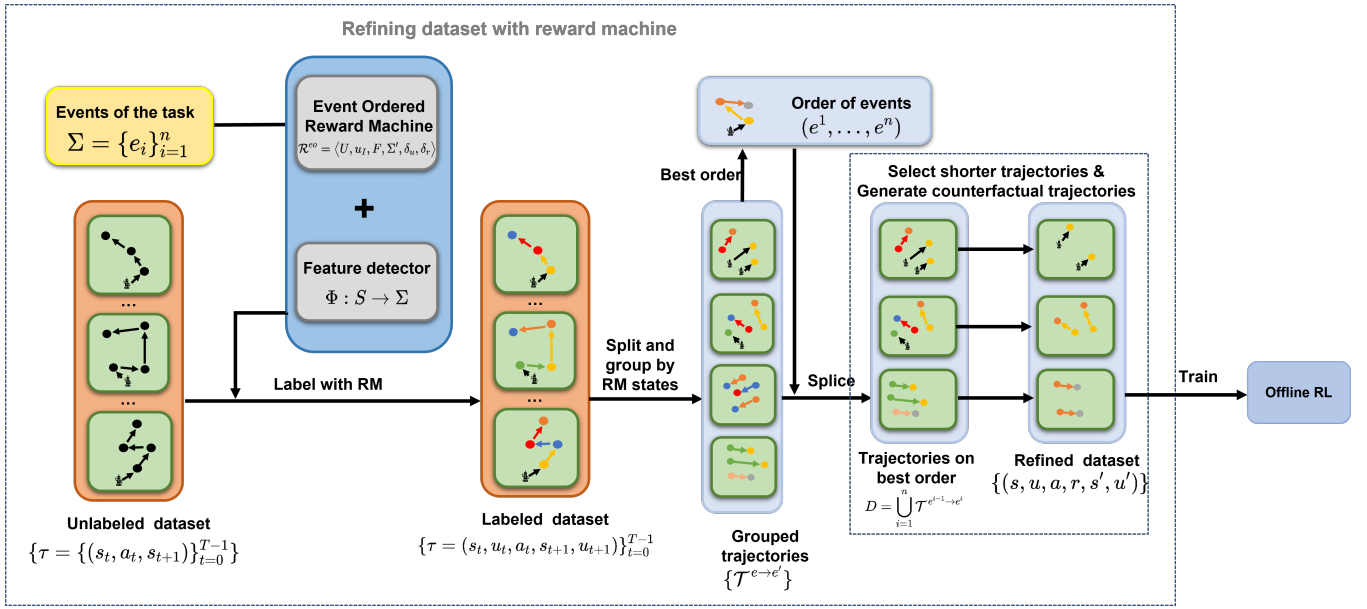 Refining dataset with reward machine
Events of the task
Σ = {e_i}_{i=1}^n
Event Ordered
Reward Machine
R^{eo} = ⟨U, u_I, F, Σ′, δ_u, δ_r⟩
+
Feature detector
Φ : S → Σ
Label with RM
...
...
Unlabeled dataset
{τ = {(s_t, a_t, s_{t+1})}_{t=0}^{T−1}}
...
...
Labeled dataset
{τ = (s_t, u_t, a_t, s_{t+1}, u_{t+1})}_{t=0}^{T−1}
Split and
group by
RM states
Order of events
(e^1, . . . , e^n)
Best order
Grouped
trajectories
{𝒯^{e→e′}}
Splice
Select shorter trajectories &
Generate counterfactual trajectories
Trajectories on
best order
D = ⋃_{i=1}^n 𝒯^{e^{i−1}→e^i}
Refined dataset
{(s, u, a, r, s′, u′)}
Train
Offline RL